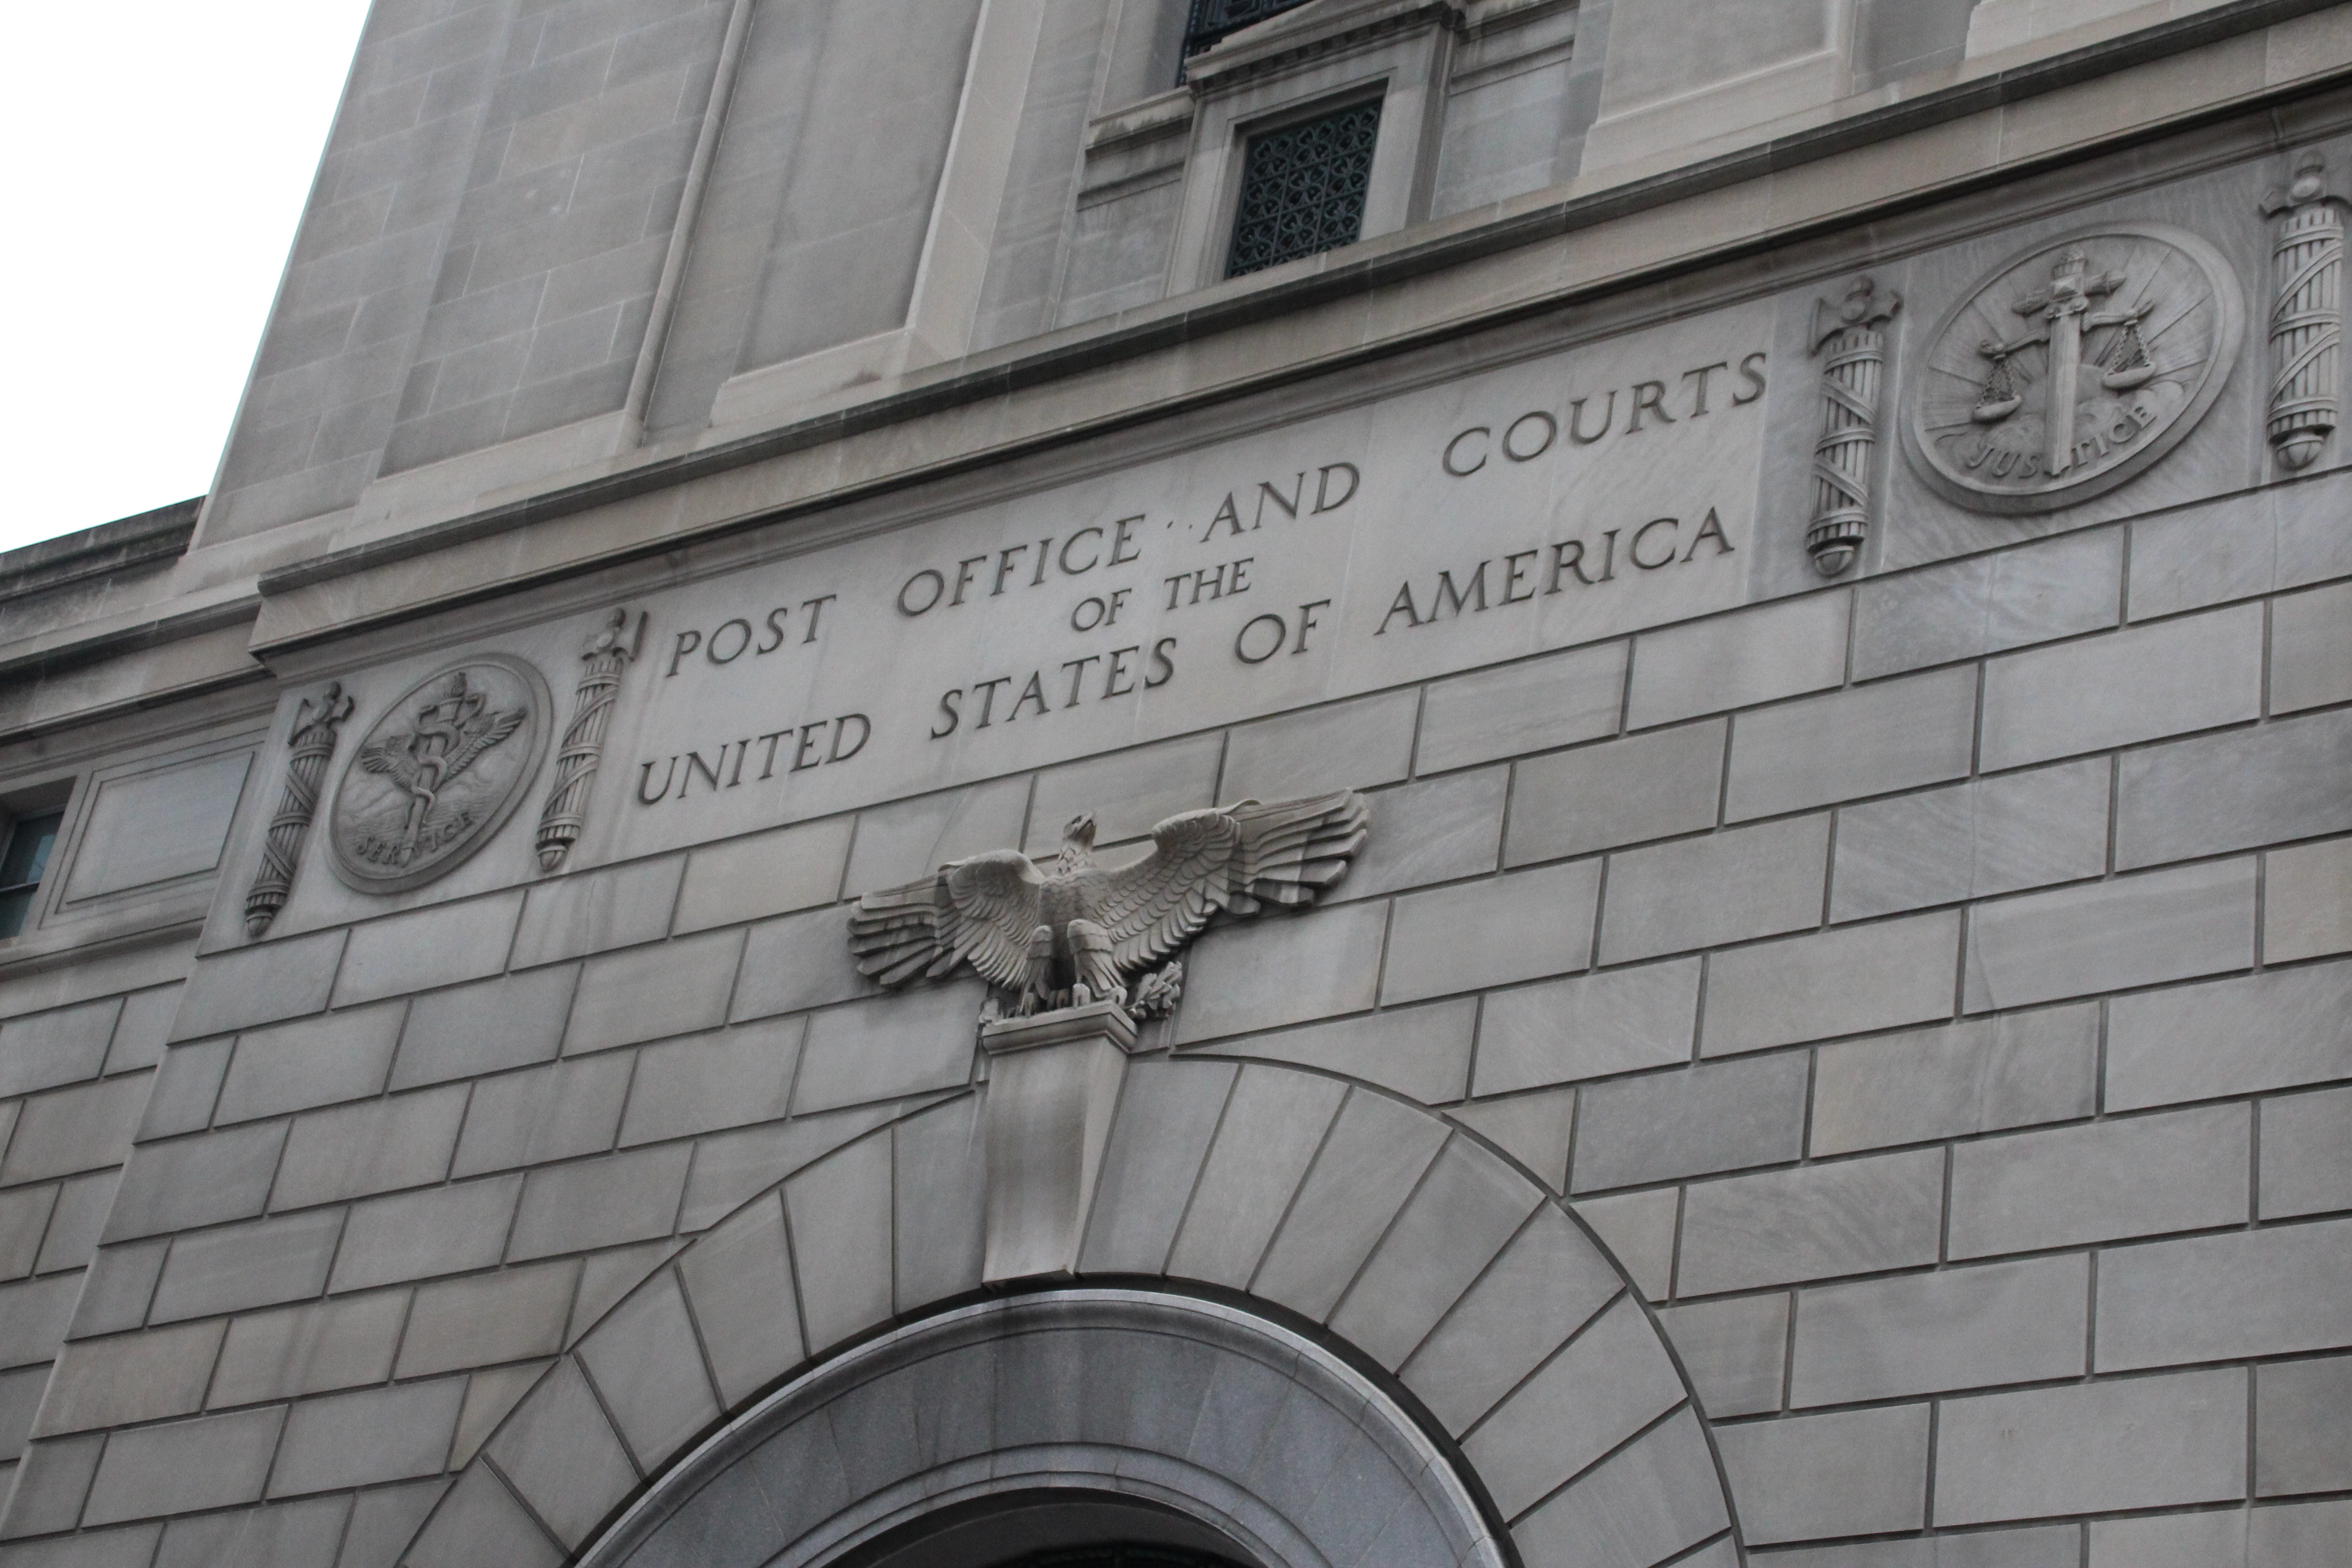 POST OFFICE AND COURTS
OF THE
UNITED STATES OF AMERICA
SERVICE
JUSTICE